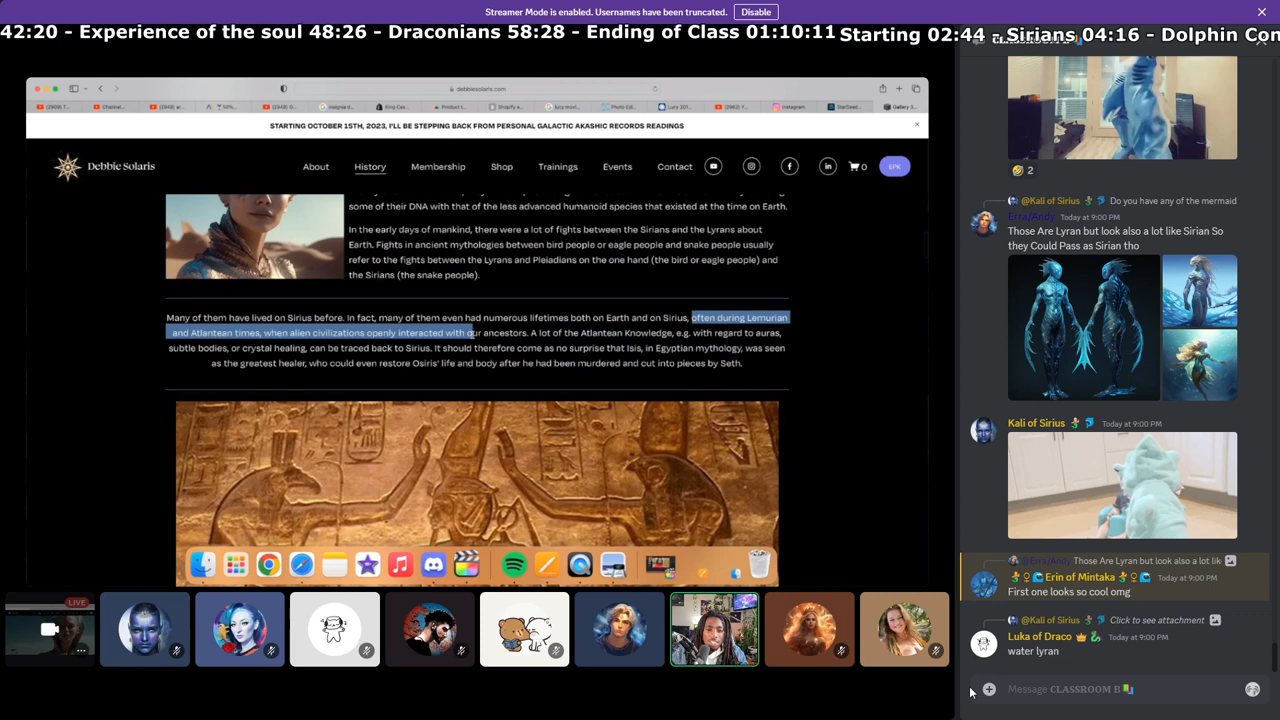 Streamer Mode is enabled. Usernames have been truncated. Disable
42:20 - Experience of the soul 48:26 - Draconians 58:28 - Ending of Class 01:10:11 Starting 02:44 - Sirians 04:16 - Dolphin Con
debbiesolaris.com
Instagram
STARTING OCTOBER 15TH, 2023, I'LL BE STEPPING BACK FROM PERSONAL GALACTIC AKASHIC RECORDS READINGS
Debbie Solaris
About History Membership Shop Trainings Events Contact 0 EPK
some of their DNA with that of the less advanced humanoid species that existed at the time on Earth.
In the early days of mankind, there were a lot of fights between the Sirians and the Lyrans about
Earth. Fights in ancient mythologies between bird people or eagle people and snake people usually
refer to the fights between the Lyrans and Pleiadians on the one hand (the bird or eagle people) and
the Sirians (the snake people).
Many of them have lived on Sirius before. In fact, many of them even had numerous lifetimes both on Earth and on Sirius, often during Lemurian
and Atlantean times, when alien civilizations openly interacted with our ancestors. A lot of the Atlantean Knowledge, e.g. with regard to auras,
subtle bodies, or crystal healing, can be traced back to Sirius. It should therefore come as no surprise that Isis, in Egyptian mythology, was seen
as the greatest healer, who could even restore Osiris' life and body after he had been murdered and cut into pieces by Seth.
LIVE
2
@Kali of Sirius Do you have any of the mermaid
Erra/Andy Today at 9:00 PM
Those Are Lyran but look also a lot like Sirian So
they Could Pass as Sirian tho
Kali of Sirius Today at 9:00 PM
@Erra/Andy Those Are Lyran but look also a lot lik
Erin of Mintaka Today at 9:00 PM
First one looks so cool omg
@Kali of Sirius Click to see attachment
Luka of Draco Today at 9:00 PM
water lyran
Message CLASSROOM B